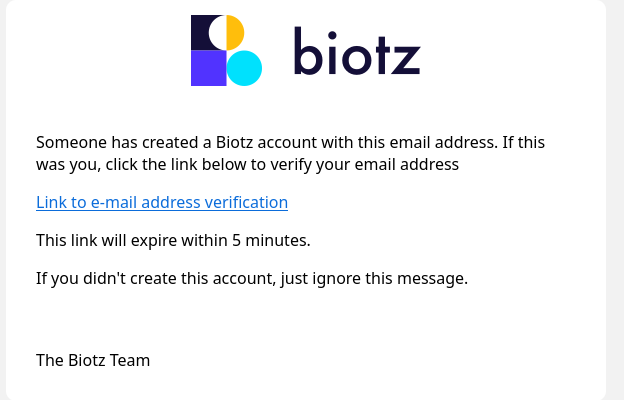 biotz
Someone has created a Biotz account with this email address. If this
was you, click the link below to verify your email address
Link to e-mail address verification
This link will expire within 5 minutes.
If you didn't create this account, just ignore this message.
The Biotz Team